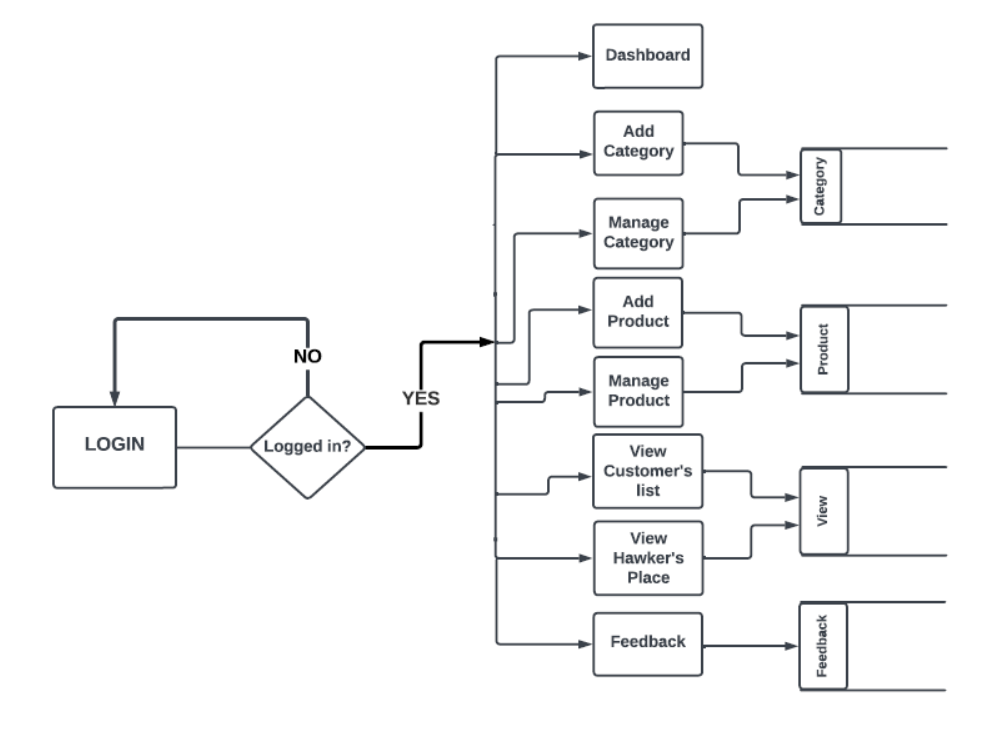 LOGIN
Logged in?
NO
YES
Dashboard
Add
Category
Manage
Category
Add
Product
Manage
Product
View
Customer's
list
View
Hawker's
Place
Feedback
Category
Product
View
Feedback